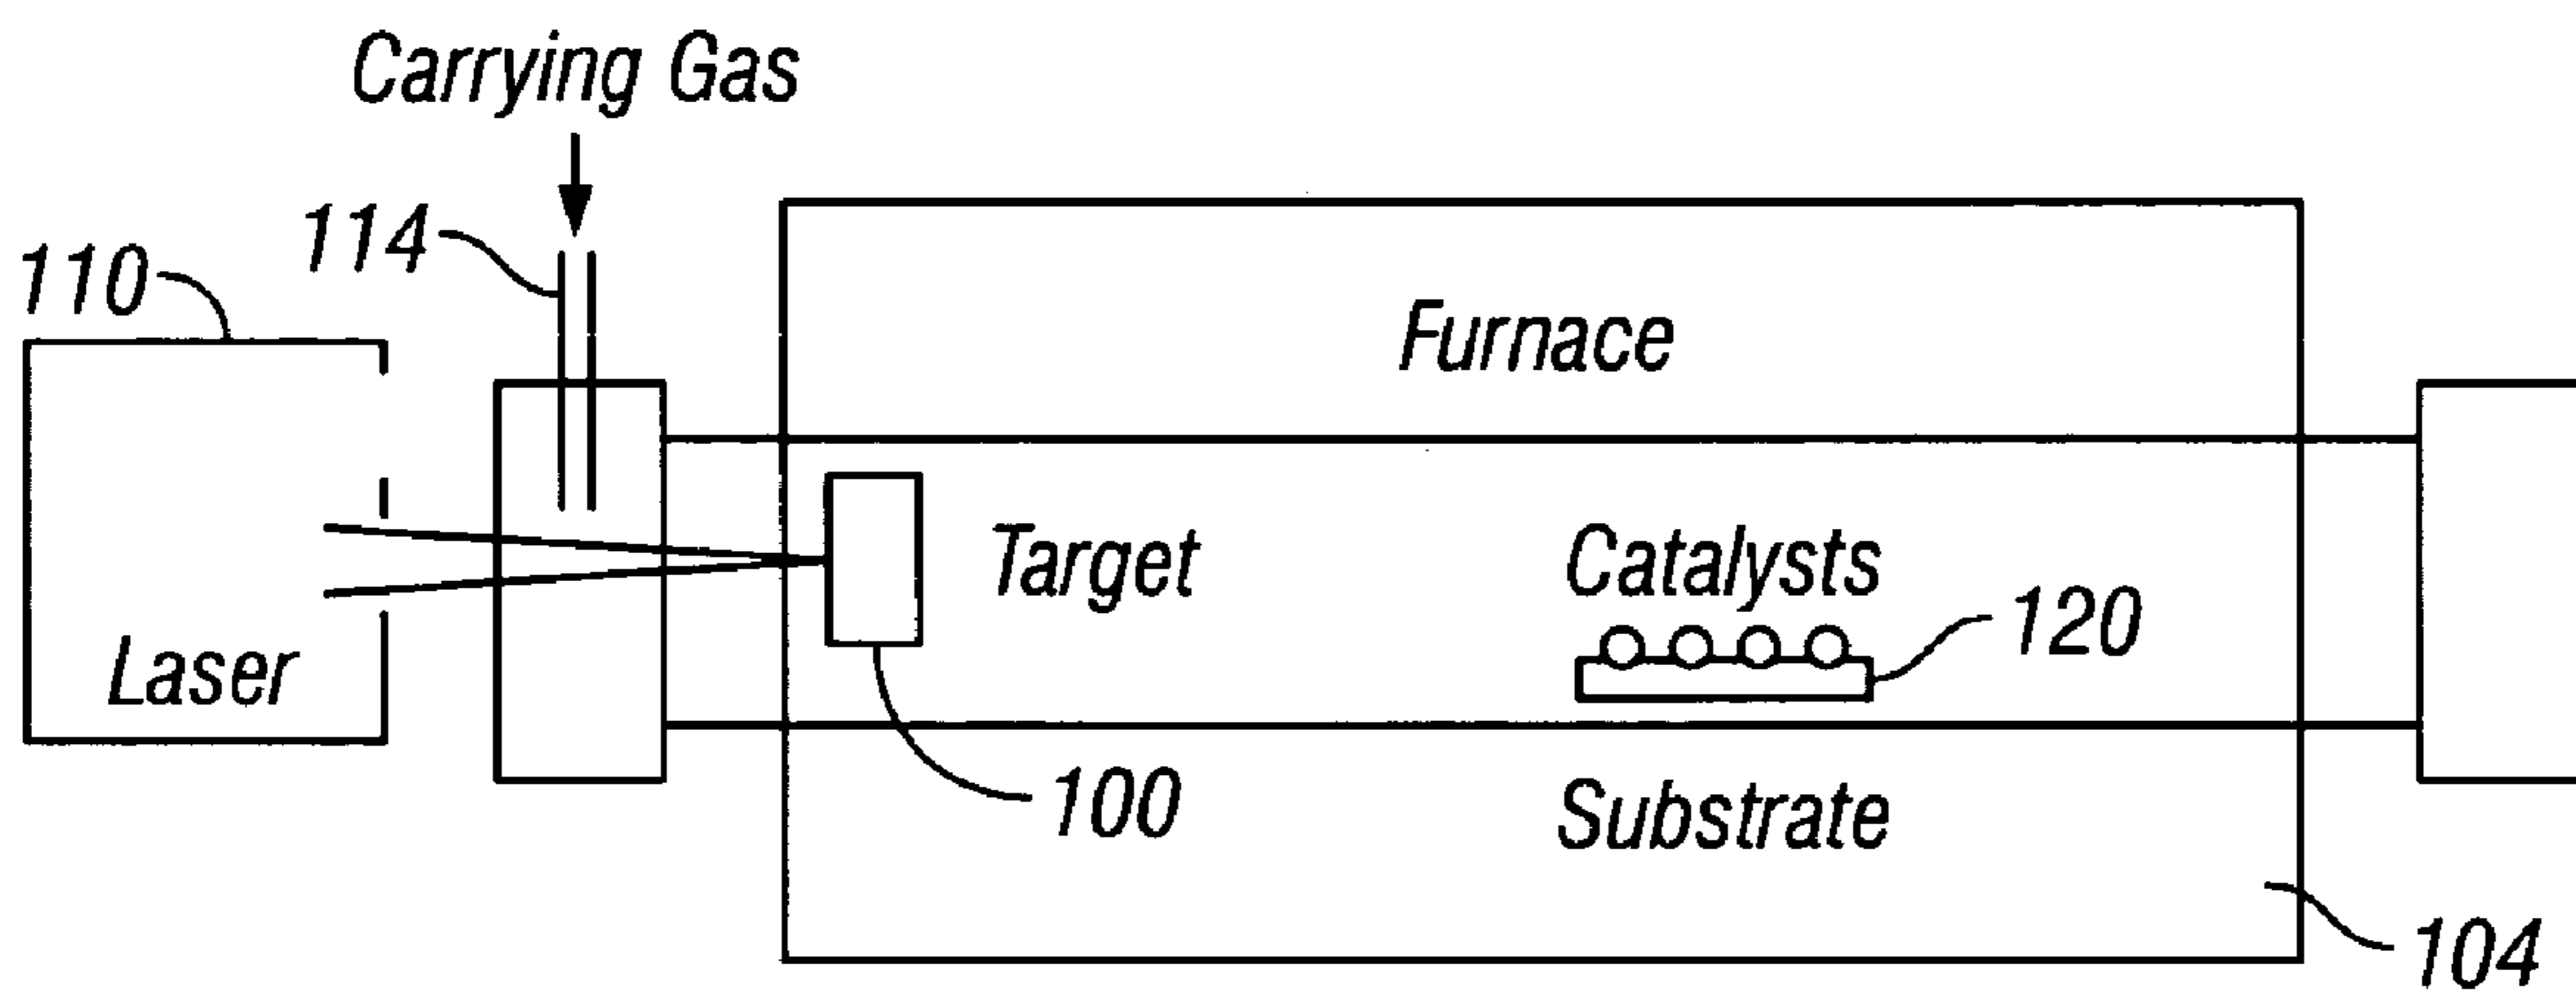 Carrying Gas
114
110
Furnace
Laser
Target
Catalysts
120
100
Substrate
104